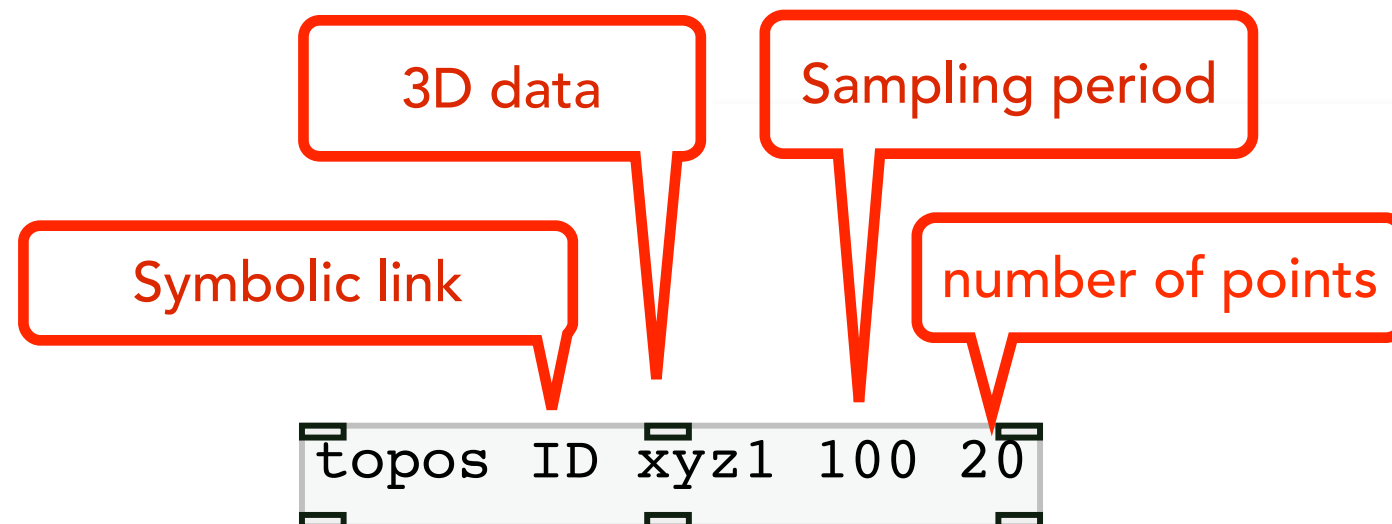 3D data
Sampling period
Symbolic link
number of points
topos ID xyz1 100 20